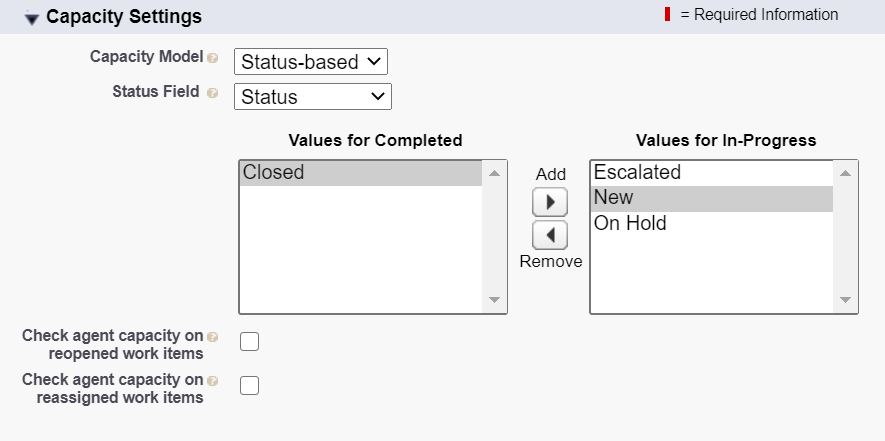 Capacity Settings
= Required Information
Capacity Model ?
Status-based
Status Field ?
Status
Values for Completed
Values for In-Progress
Closed
Add
Remove
Escalated
New
On Hold
Check agent capacity on ?
reopened work items
Check agent capacity on ?
reassigned work items